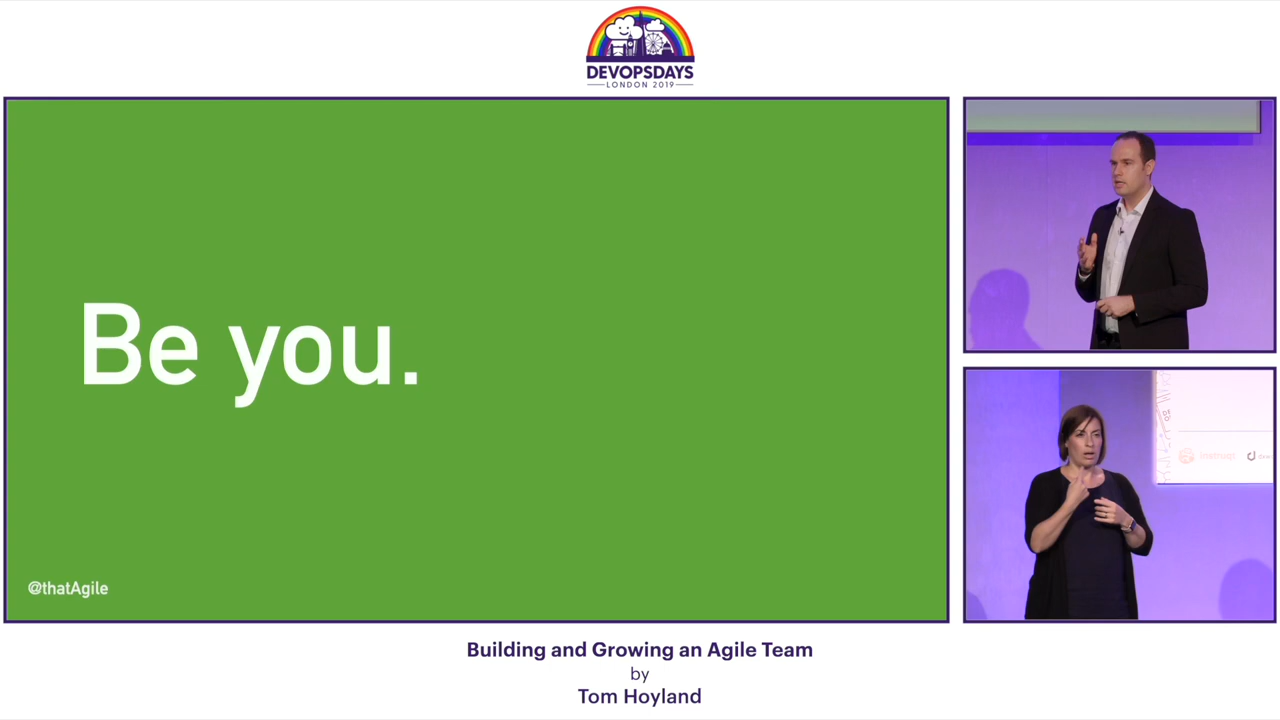 DEVOPSDAYS
LONDON 2019
Be you.
@thatAgile
Building and Growing an Agile Team
by
Tom Hoyland